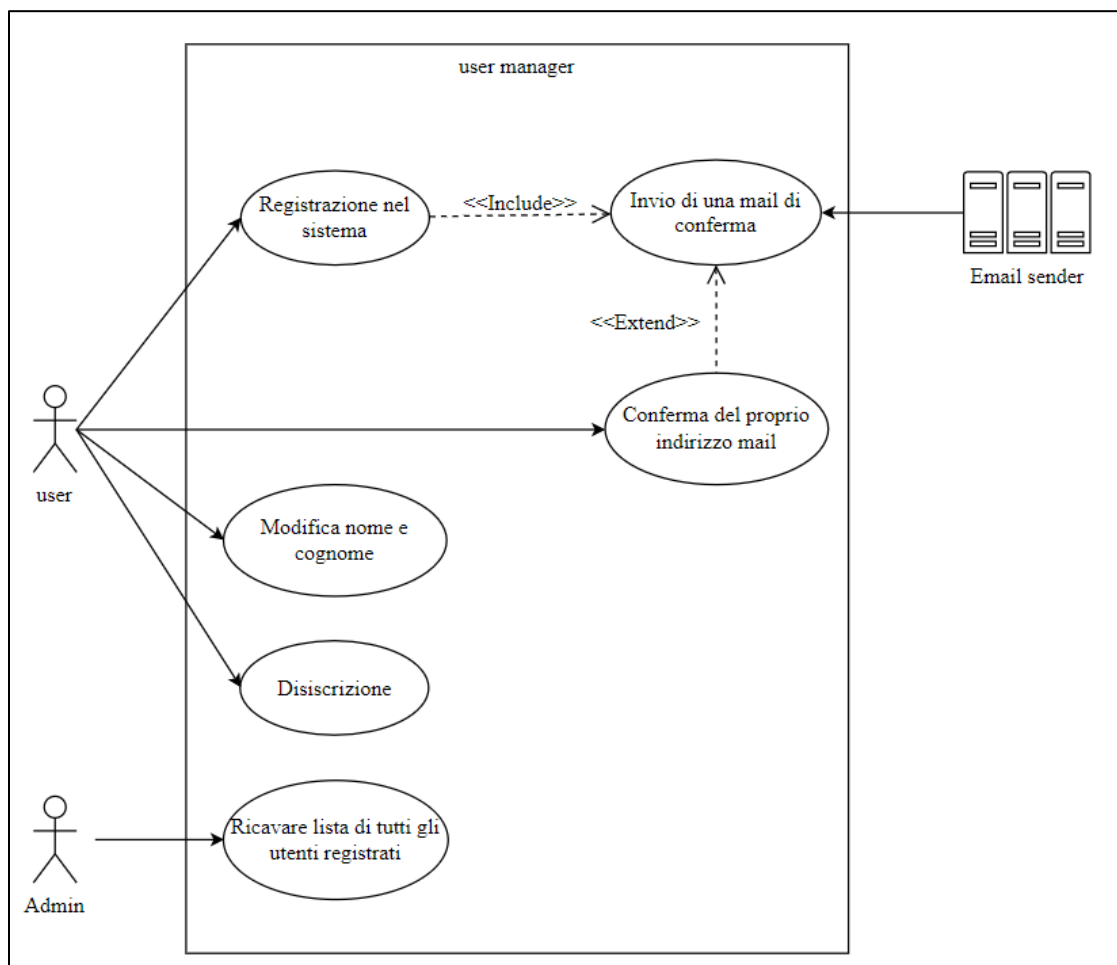 user manager
Registrazione nel
sistema
<<Include>>
Invio di una mail di
conferma
Email sender
<<Extend>>
Conferma del proprio
indirizzo mail
user
Modifica nome e
cognome
Disiscrizione
Ricavare lista di tutti gli
utenti registrati
Admin